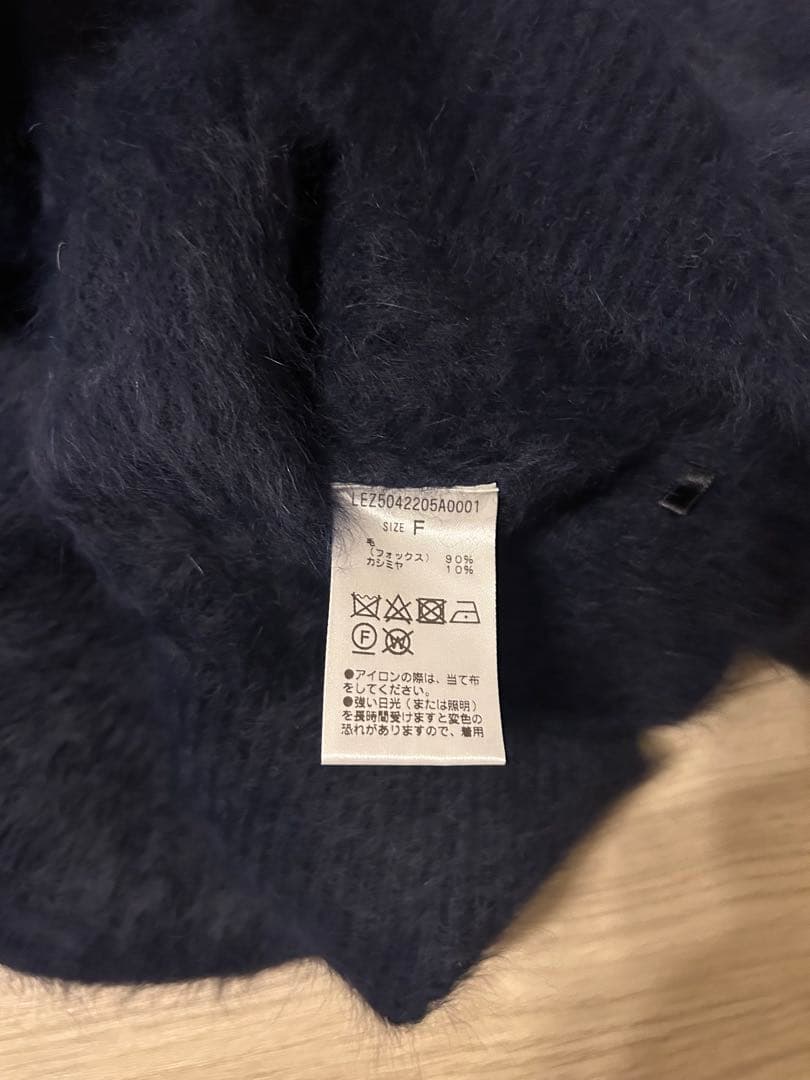 LEZ5042205A0001
SIZE F
毛
(フォックス) 90%
カシミヤ 10%
F W
●アイロンの際は、当て布
をしてください。
●強い日光(または照明)
を長時間受けますと変色の
恐れがありますので、着用